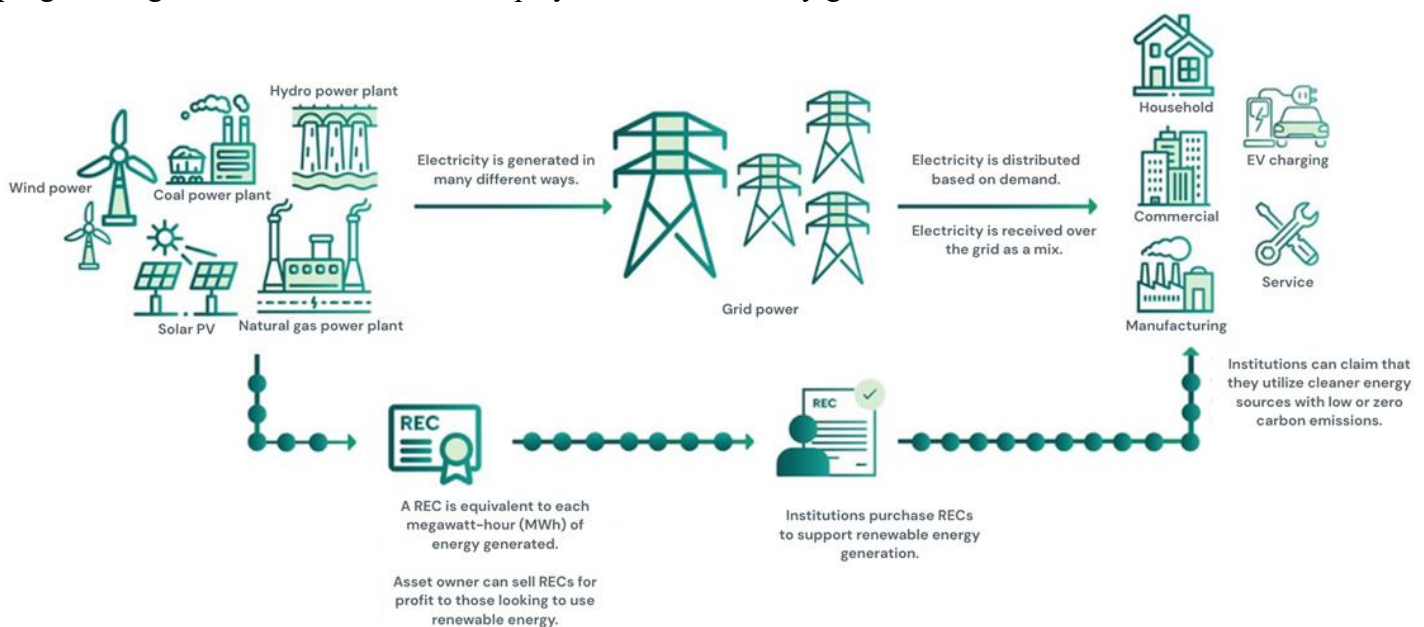 Hydro power plant
Wind power
Coal power plant
Solar PV
Natural gas power plant
Electricity is generated in
many different ways.
Grid power
Electricity is distributed
based on demand.
Electricity is received over
the grid as a mix.
Household
EV charging
Commercial
Service
Manufacturing
REC
A REC is equivalent to each
megawatt-hour (MWh) of
energy generated.
Asset owner can sell RECs for
profit to those looking to use
renewable energy.
REC
Institutions purchase RECs
to support renewable energy
generation.
Institutions can claim that
they utilize cleaner energy
sources with low or zero
carbon emissions.